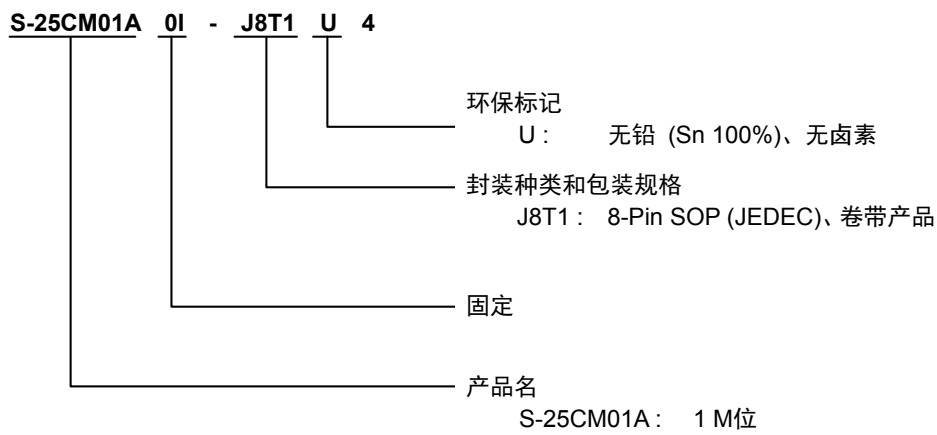 S-25CM01A 0I - J8T1 U 4
环保标记
U : 无铅 (Sn 100%)、无卤素
封装种类和包装规格
J8T1 : 8-Pin SOP (JEDEC)、卷带产品
固定
产品名
S-25CM01A : 1 M位